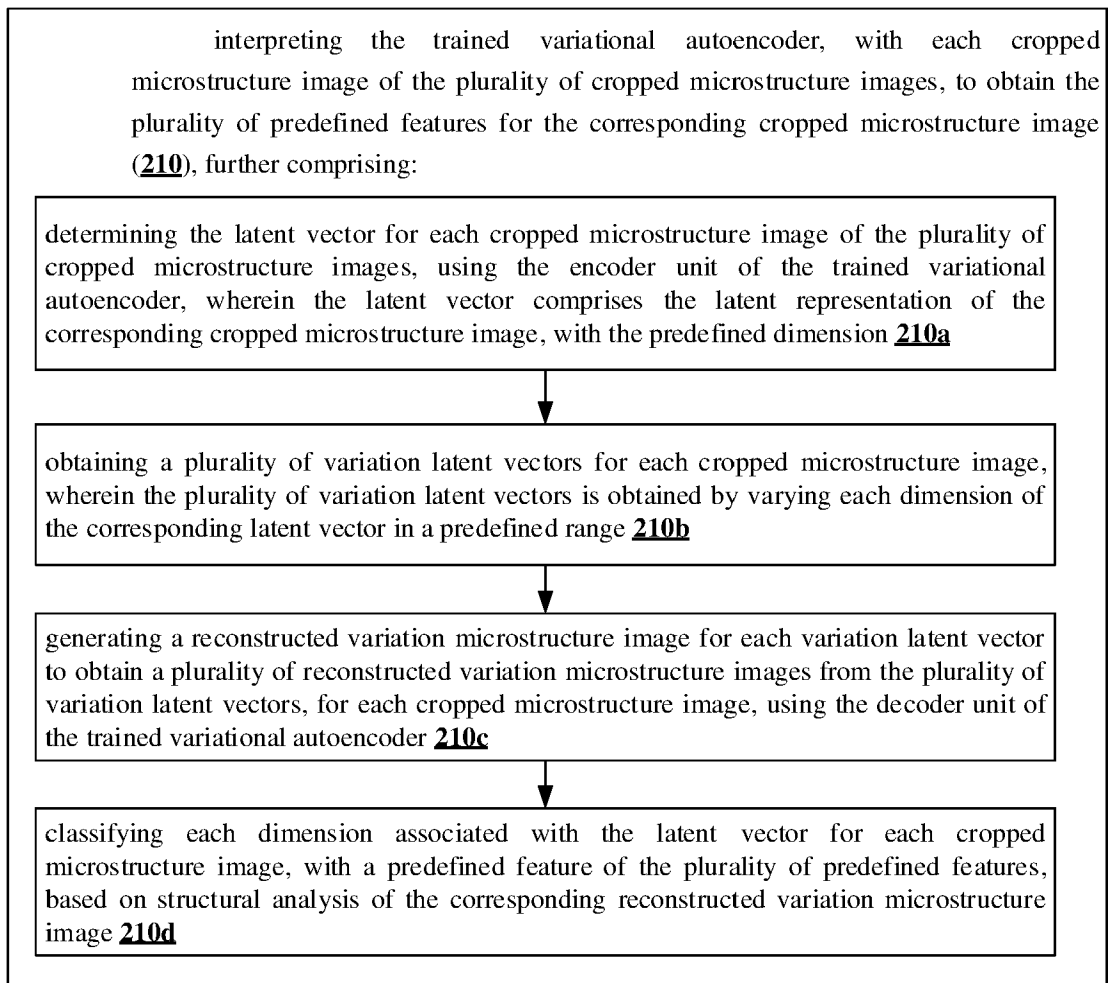 interpreting the trained variational autoencoder, with each cropped
microstructure image of the plurality of cropped microstructure images, to obtain the
plurality of predefined features for the corresponding cropped microstructure image
(210), further comprising:
determining the latent vector for each cropped microstructure image of the plurality of
cropped microstructure images, using the encoder unit of the trained variational
autoencoder, wherein the latent vector comprises the latent representation of the
corresponding cropped microstructure image, with the predefined dimension 210a
obtaining a plurality of variation latent vectors for each cropped microstructure image,
wherein the plurality of variation latent vectors is obtained by varying each dimension of
the corresponding latent vector in a predefined range 210b
generating a reconstructed variation microstructure image for each variation latent vector
to obtain a plurality of reconstructed variation microstructure images from the plurality of
variation latent vectors, for each cropped microstructure image, using the decoder unit of
the trained variational autoencoder 210c
classifying each dimension associated with the latent vector for each cropped
microstructure image, with a predefined feature of the plurality of predefined features,
based on structural analysis of the corresponding reconstructed variation microstructure
image 210d